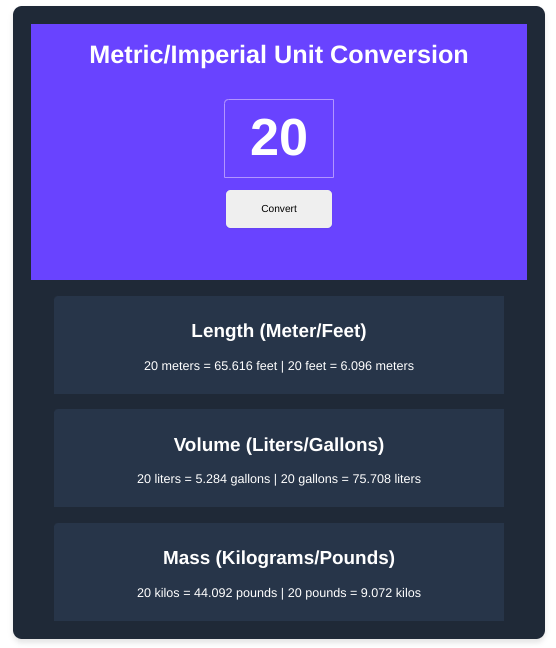 Metric/Imperial Unit Conversion
20
Convert
Length (Meter/Feet)
20 meters = 65.616 feet | 20 feet = 6.096 meters
Volume (Liters/Gallons)
20 liters = 5.284 gallons | 20 gallons = 75.708 liters
Mass (Kilograms/Pounds)
20 kilos = 44.092 pounds | 20 pounds = 9.072 kilos